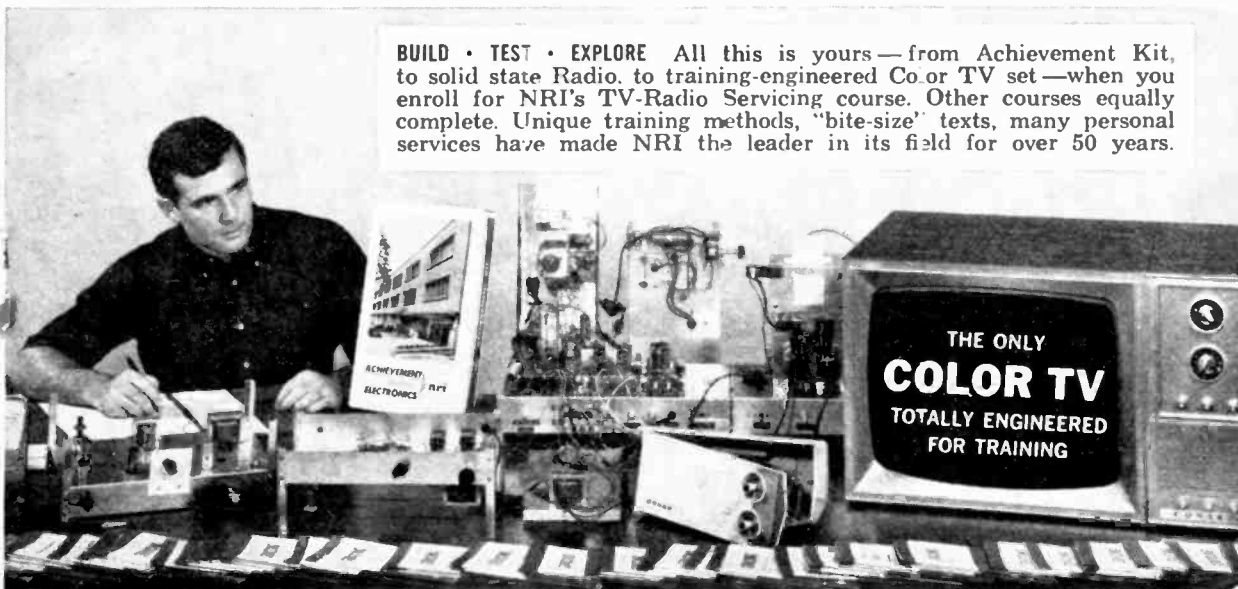 BUILD • TEST • EXPLORE All this is yours — from Achievement Kit,
to solid state Radio. to training-engineered Color TV set — when you
enroll for NRI's TV-Radio Servicing course. Other courses equally
complete. Unique training methods, "bite-size" texts, many personal
services have made NRI the leader in its field for over 50 years.
ACHIEVEMENT
ELECTRONICS
nri
THE ONLY
COLOR TV
TOTALLY ENGINEERED
FOR TRAINING
CONAR
CONAR